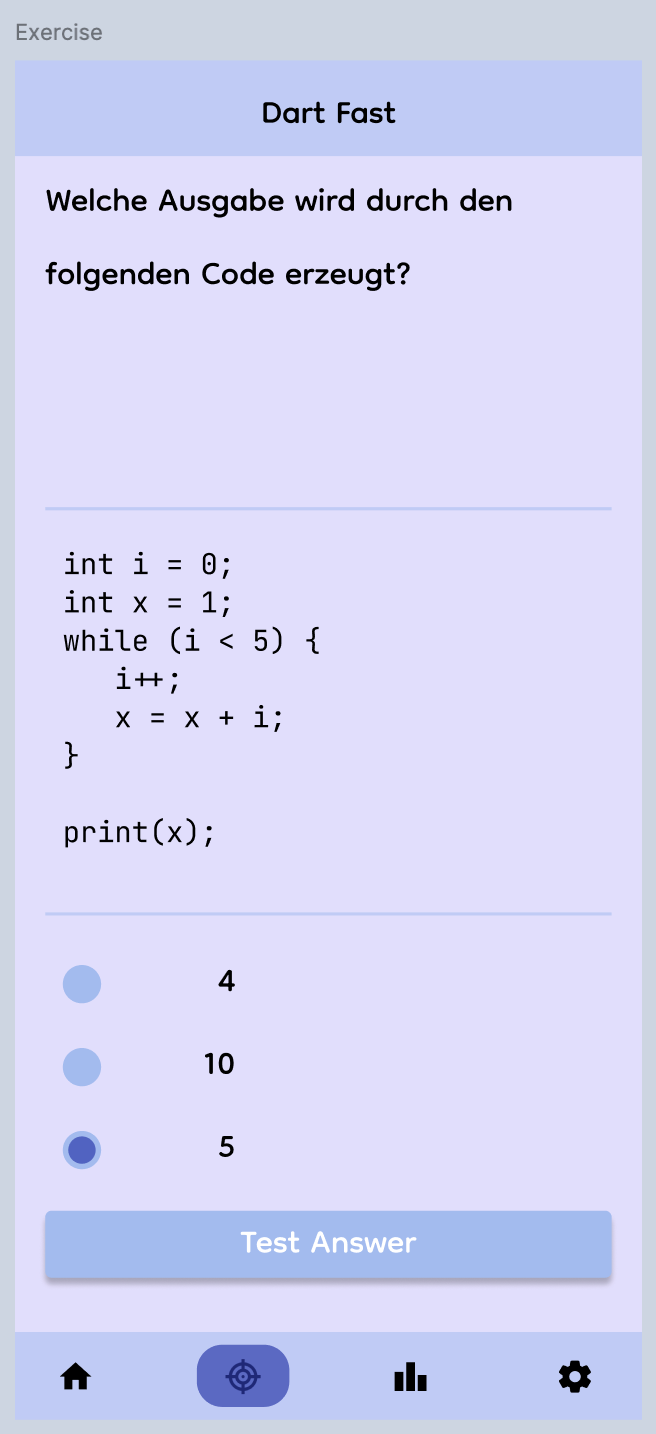 Exercise
Dart Fast
Welche Ausgabe wird durch den
folgenden Code erzeugt?
int i = 0;
int x = 1;
while (i < 5) {
   i++;
   x = x + i;
}
print(x);
4
10
5
Test Answer